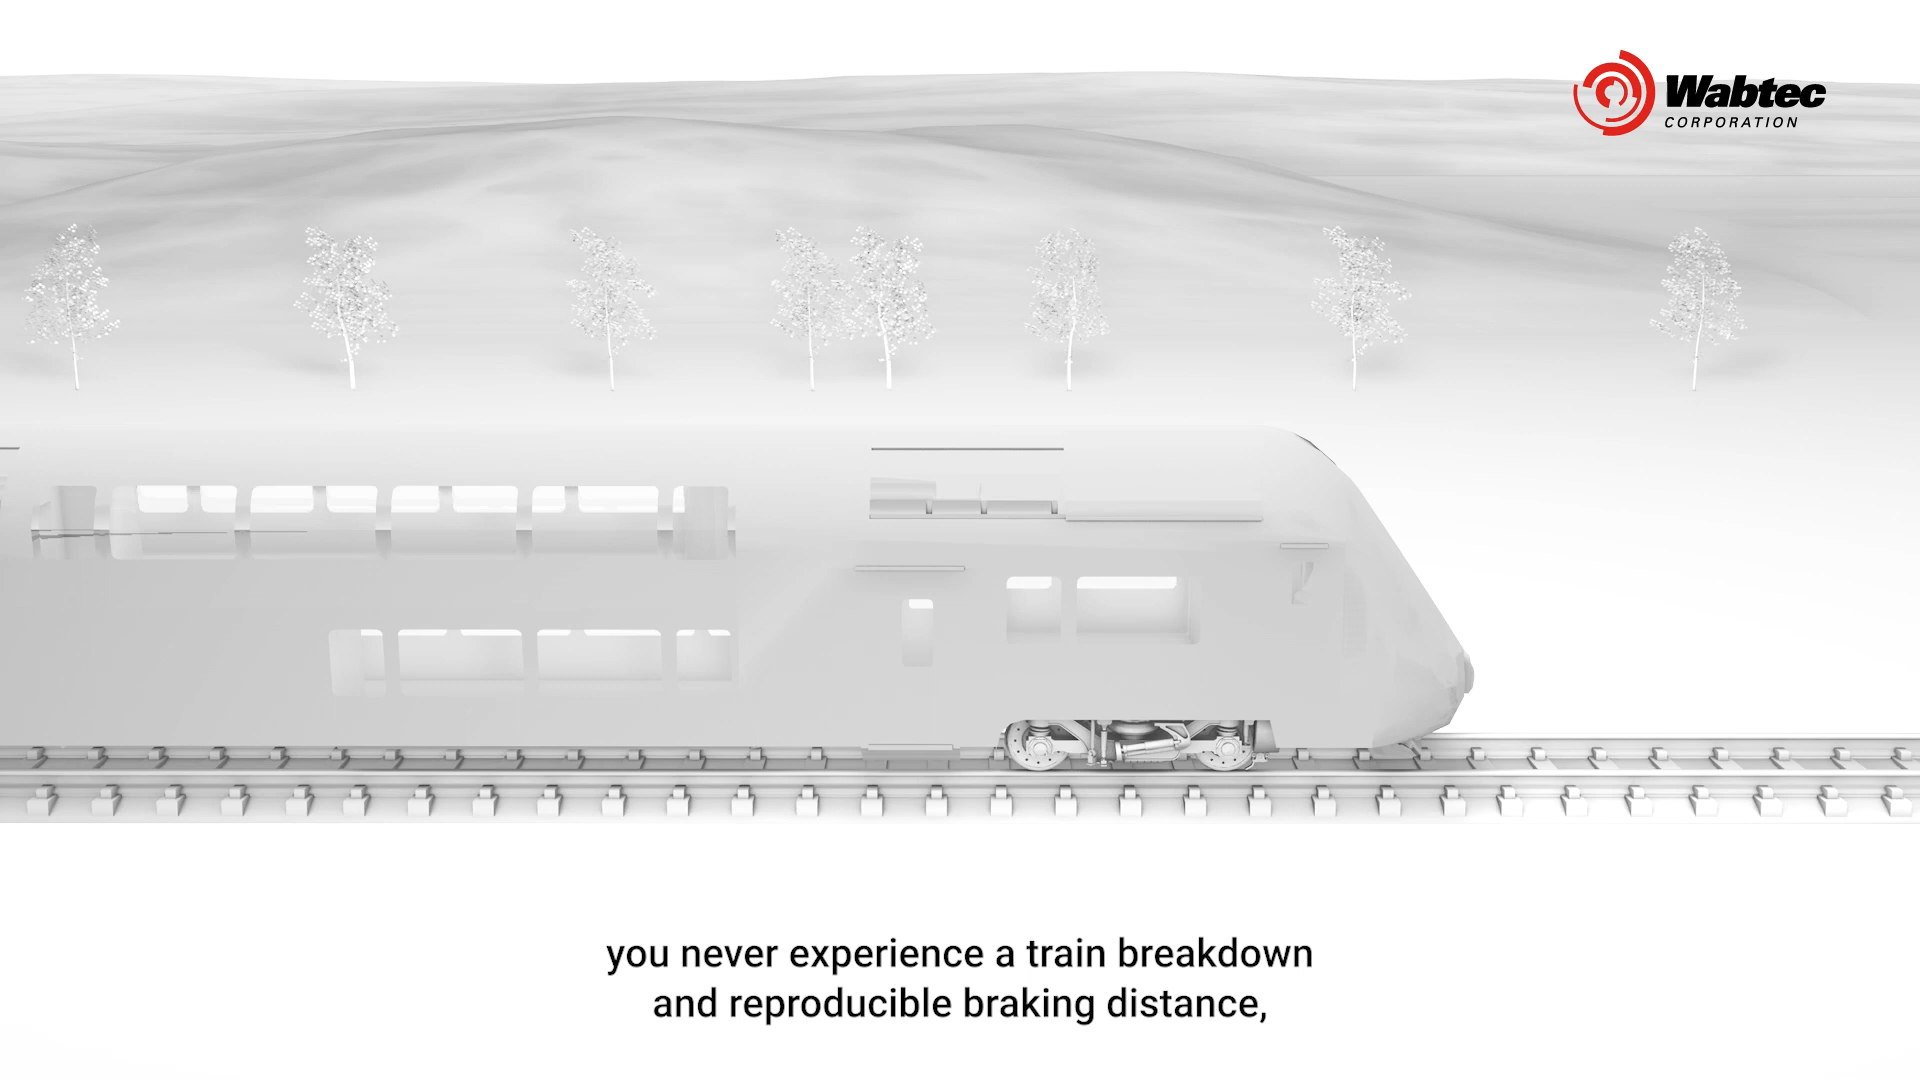 Wabtec
CORPORATION
you never experience a train breakdown
and reproducible braking distance,